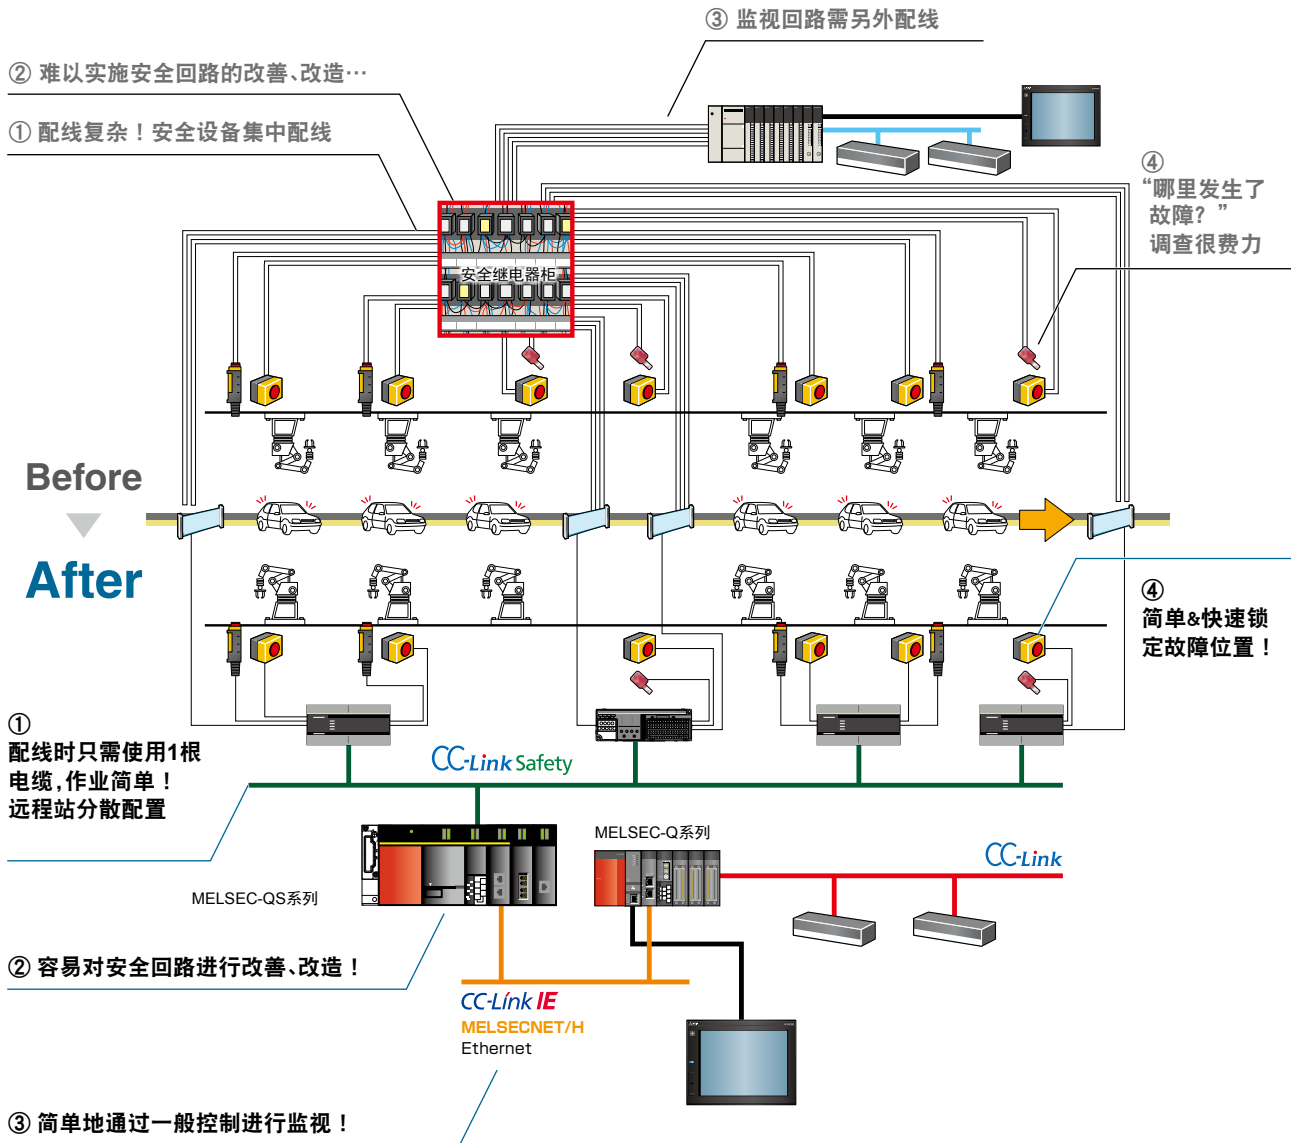 ③ 监视回路需另外配线
② 难以实施安全回路的改善、改造…
① 配线复杂！安全设备集中配线
④
“哪里发生了
故障？”
调查很费力
安全继电器柜
Before
After
④
简单&快速锁
定故障位置！
①
配线时只需使用1根
电缆,作业简单！
远程站分散配置
CC-Link Safety
MELSEC-Q系列
CC-Link
MELSEC-QS系列
② 容易对安全回路进行改善、改造！
CC-Link IE
MELSECNET/H
Ethernet
③ 简单地通过一般控制进行监视！